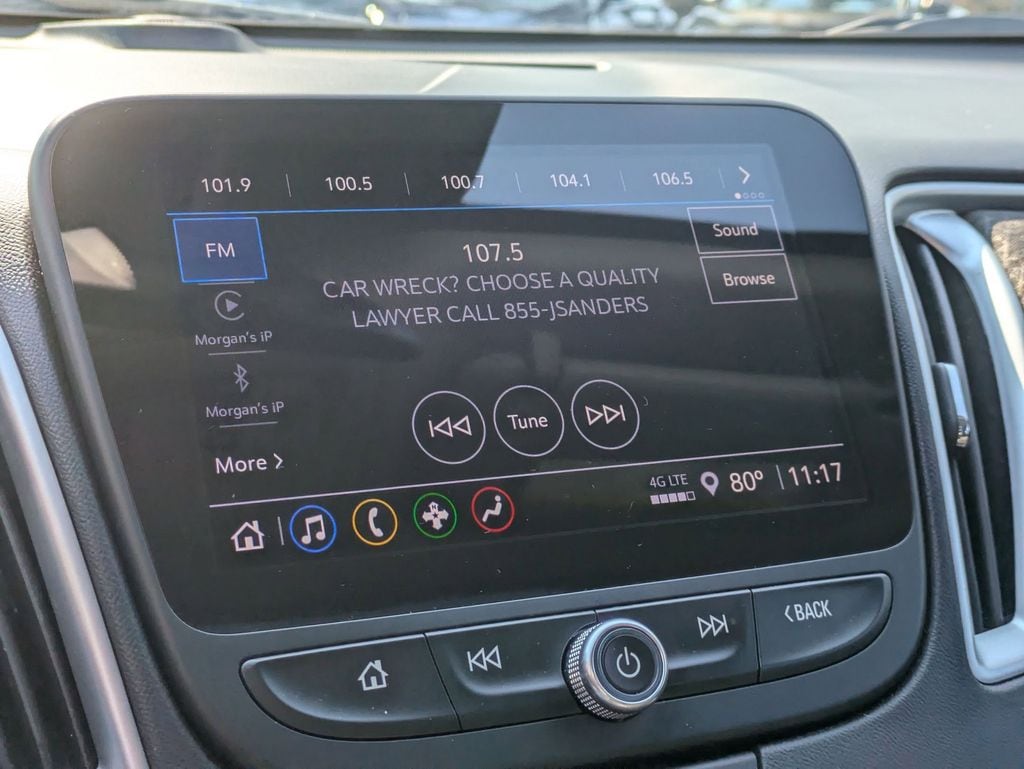 101.9 100.5 100.7 104.1 106.5
FM
107.5
Sound
CAR WRECK? CHOOSE A QUALITY
LAWYER CALL 855-JSANDERS
Browse
Morgan's iP
Morgan's iP
Tune
More
4G LTE 80° 11:17
BACK